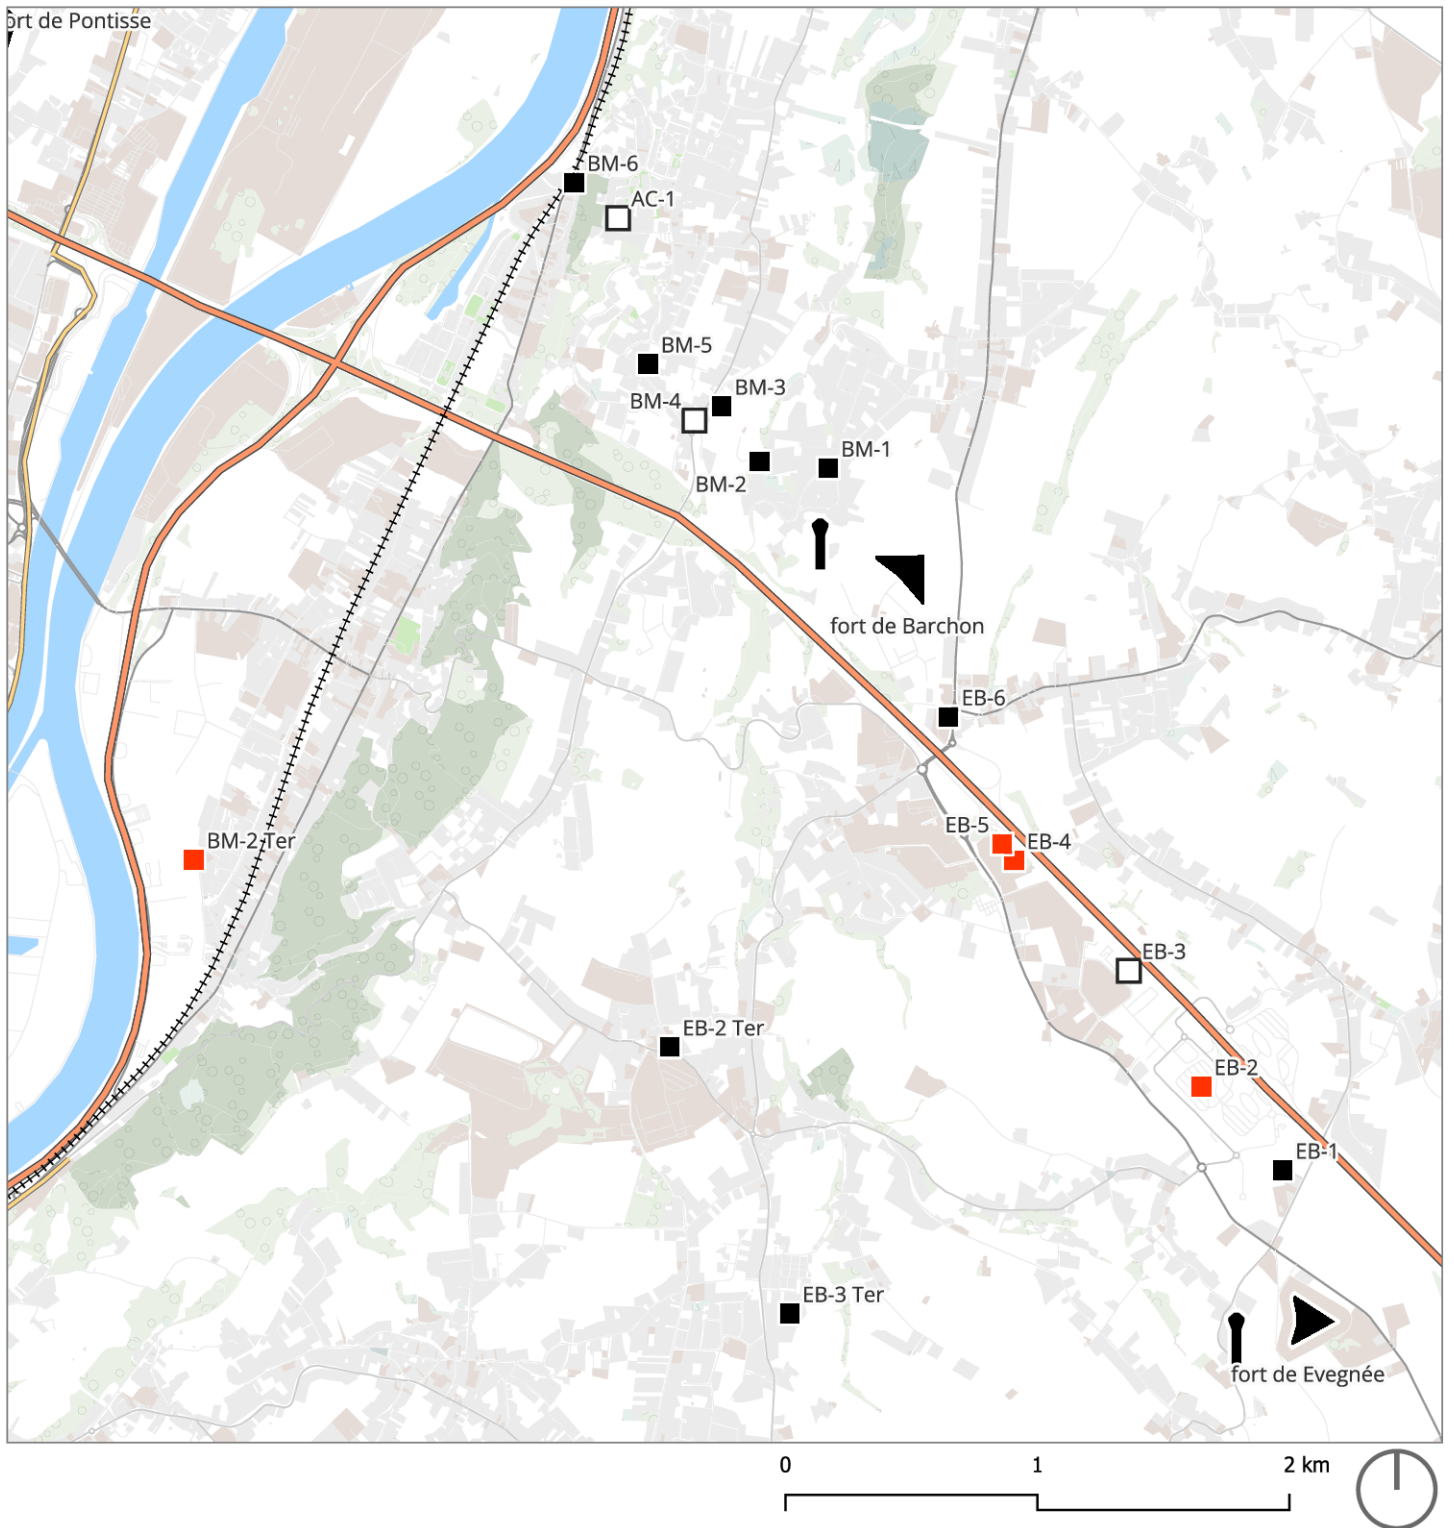 ort de Pontisse
BM-6
AC-1
BM-5
BM-3
BM-4
BM-1
BM-2
fort de Barchon
EB-6
EB-5
EB-4
BM-2 Ter
EB-3
EB-2 Ter
EB-2
EB-1
EB-3 Ter
fort de Evegnée
0 1 2 km